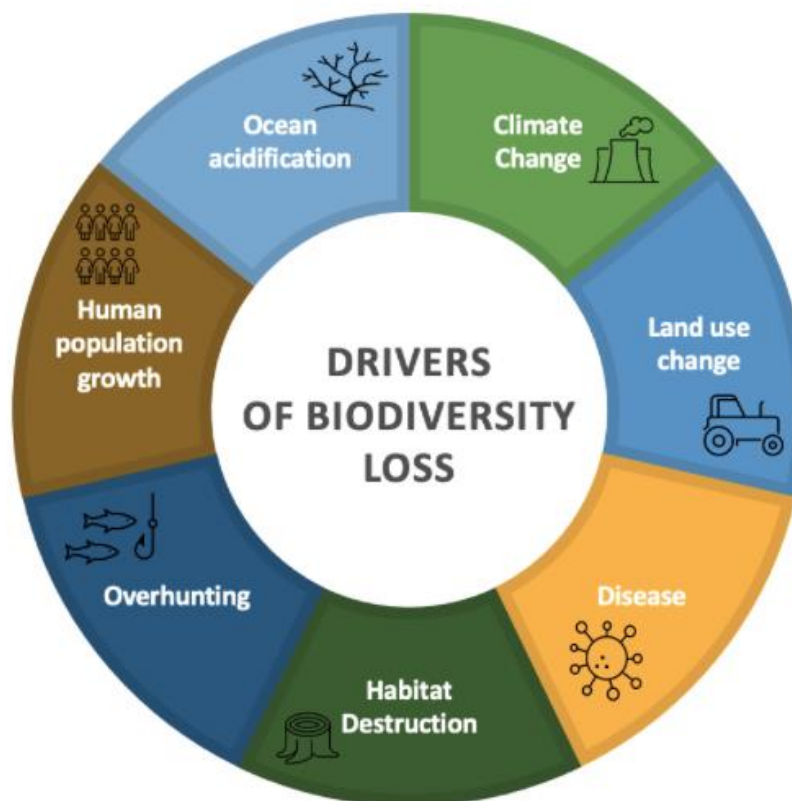 DRIVERS
OF BIODIVERSITY
LOSS
Climate
Change
Land use
change
Disease
Habitat
Destruction
Overhunting
Human
population
growth
Ocean
acidification